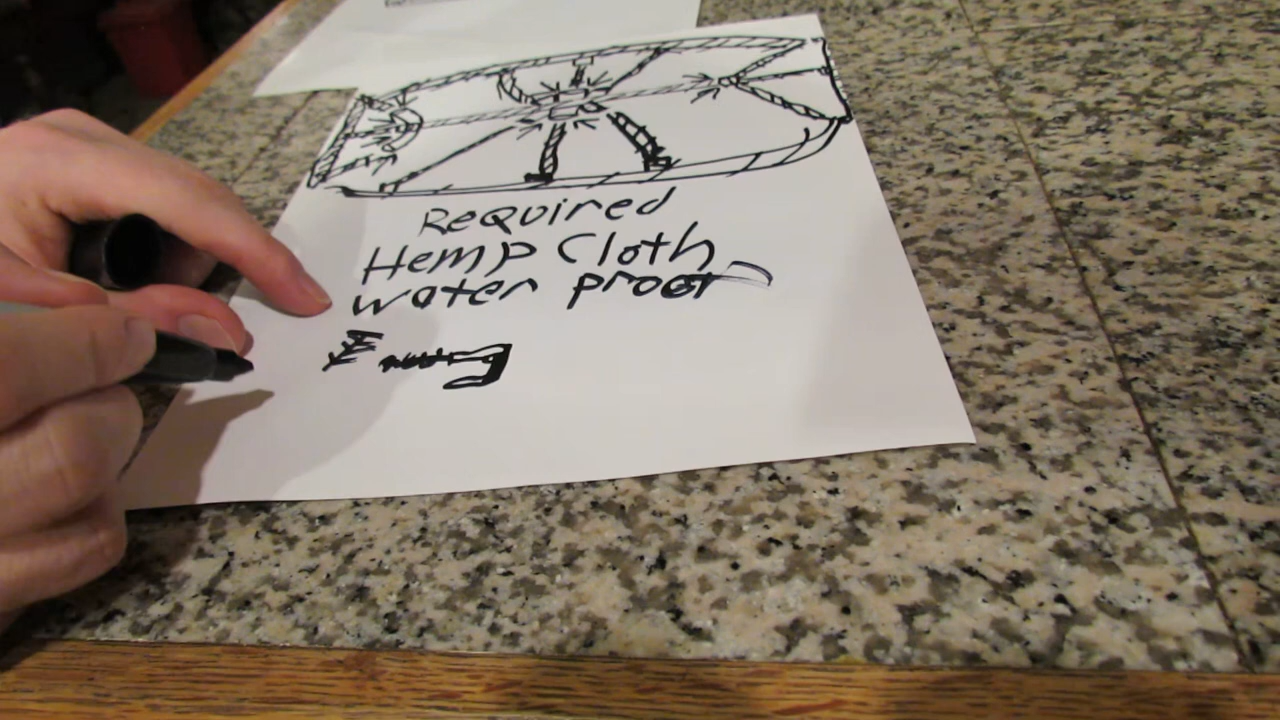 Required
Hemp Cloth
water proof